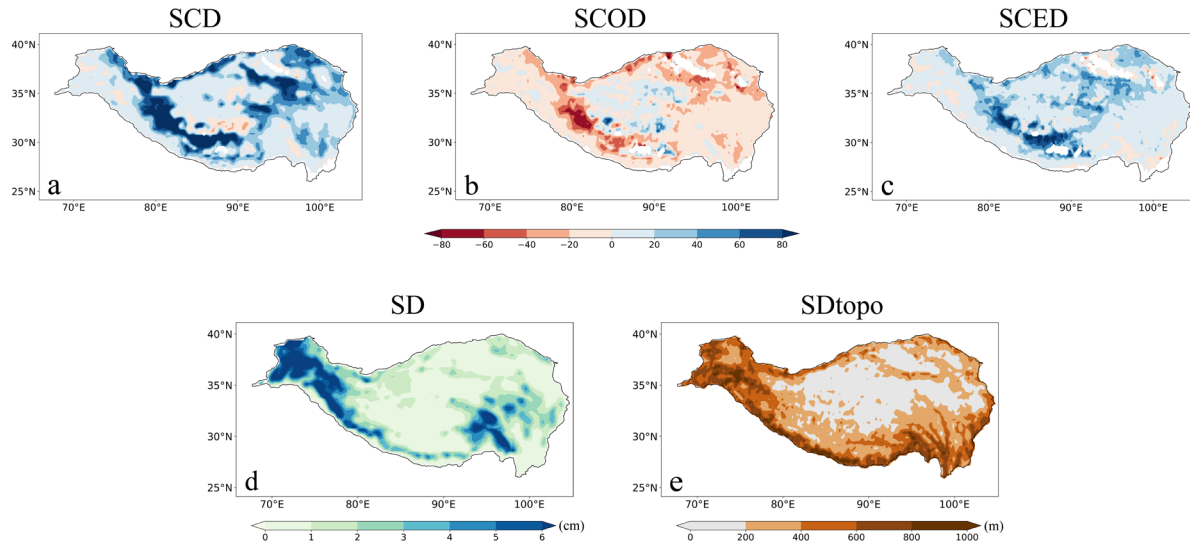 SCD
SCOD
SCED
40°N
35°N
30°N
25°N
a
70°E
80°E
90°E
100°E
40°N
35°N
30°N
25°N
b
70°E
80°E
90°E
100°E
40°N
35°N
30°N
25°N
c
70°E
80°E
90°E
100°E
−80
−60
−40
−20
0
20
40
60
80
SD
SDtopo
40°N
35°N
30°N
25°N
d
70°E
80°E
90°E
100°E
40°N
35°N
30°N
25°N
e
70°E
80°E
90°E
100°E
0
1
2
3
4
5
6
(cm)
0
200
400
600
800
1000
(m)